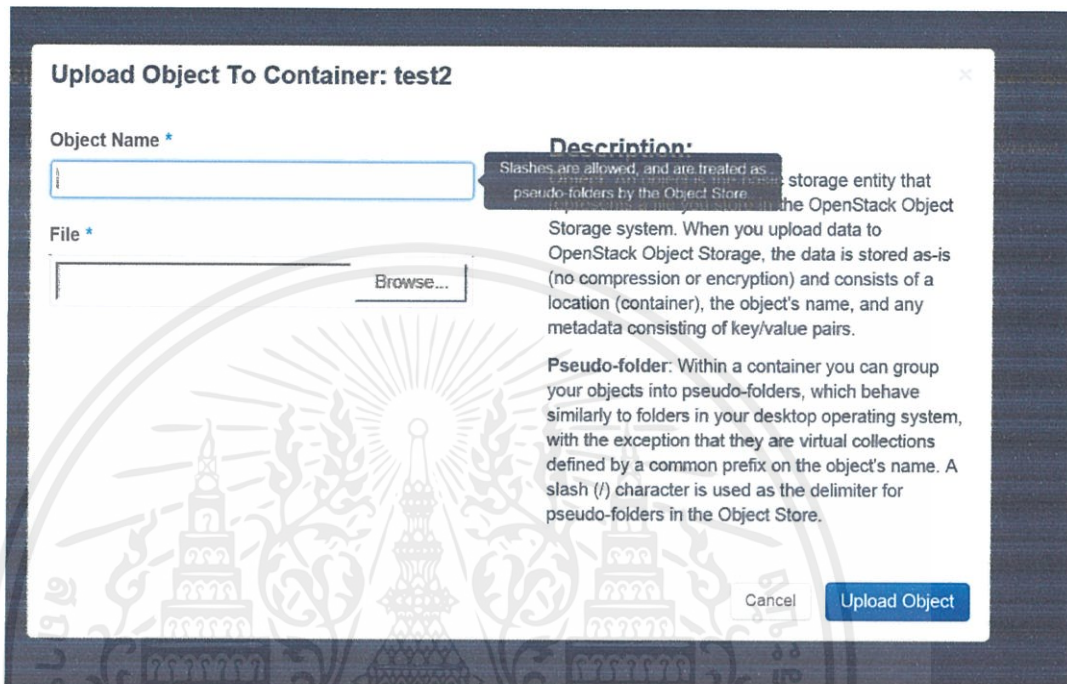 Upload Object To Container: test2
×
Object Name *
Slashes are allowed, and are treated as
pseudo-folders by the Object Store
File *
Browse...
Description:
storage entity that
the OpenStack Object
Storage system. When you upload data to
OpenStack Object Storage, the data is stored as-is
(no compression or encryption) and consists of a
location (container), the object's name, and any
metadata consisting of key/value pairs.
Pseudo-folder: Within a container you can group
your objects into pseudo-folders, which behave
similarly to folders in your desktop operating system,
with the exception that they are virtual collections
defined by a common prefix on the object's name. A
slash (/) character is used as the delimiter for
pseudo-folders in the Object Store.
Cancel
Upload Object